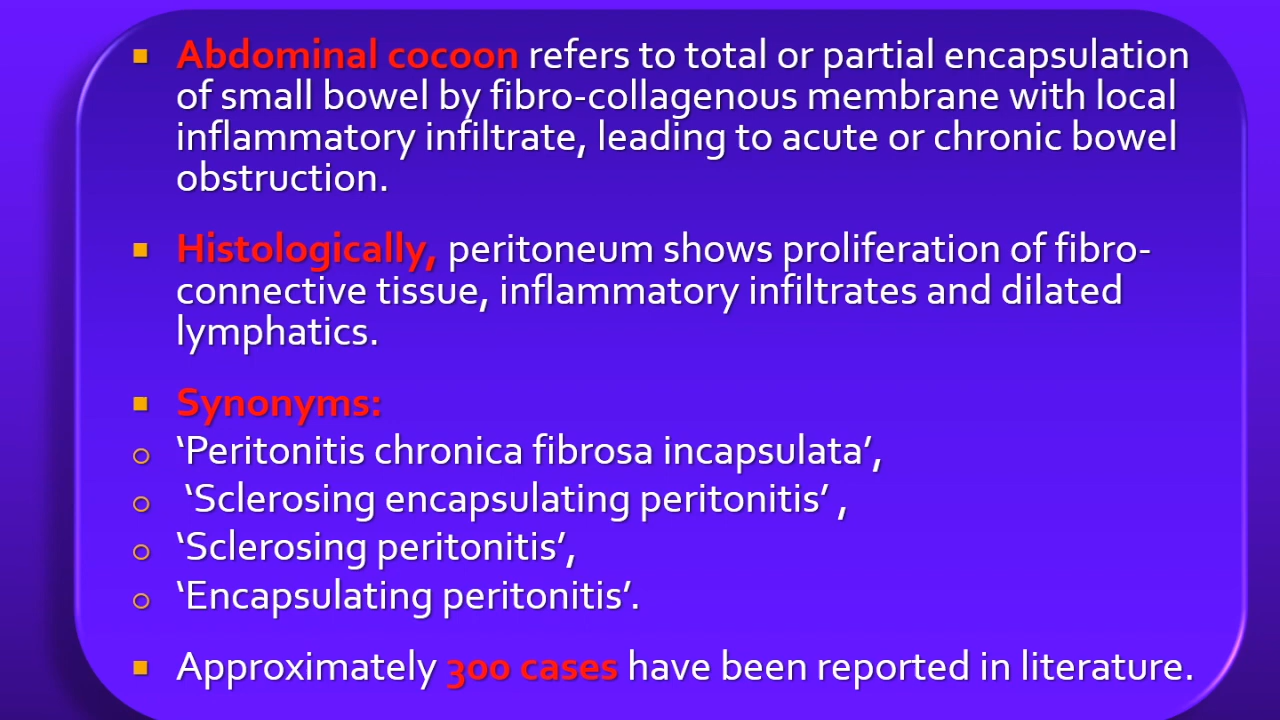 Abdominal cocoon refers to total or partial encapsulation
of small bowel by fibro-collagenous membrane with local
inflammatory infiltrate, leading to acute or chronic bowel
obstruction.
Histologically, peritoneum shows proliferation of fibro-
connective tissue, inflammatory infiltrates and dilated
lymphatics.
Synonyms:
‘Peritonitis chronica fibrosa incapsulata’,
‘Sclerosing encapsulating peritonitis’ ,
‘Sclerosing peritonitis’,
‘Encapsulating peritonitis’.
Approximately 300 cases have been reported in literature.